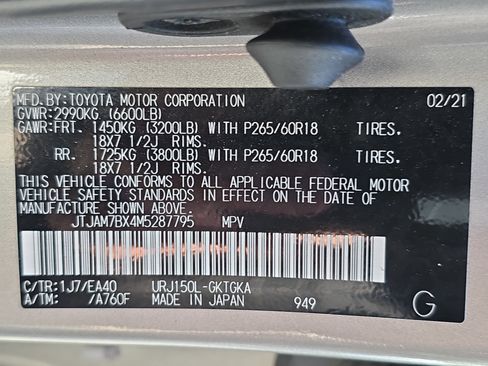 MFD.BY:TOYOTA MOTOR CORPORATION 02/21
GVWR:2990KG (6600LB)
GAWR:FRT. 1450KG (3200LB) WITH P265/60R18 TIRES.
18X7 1/2J RIMS.
RR. 1725KG (3800LB) WITH P265/60R18 TIRES.
18X7 1/2J RIMS.
THIS VEHICLE CONFORMS TO ALL APPLICABLE FEDERAL MOTOR
VEHICLE SAFETY STANDARDS IN EFFECT ON THE DATE OF
MANUFACTURE SHOWN ABOVE.
JTJAM7BX4M5287795 MPV
C/TR:1J7/EA40 URJ150L-GKTGKA
A/TM: /A760F MADE IN JAPAN 949 G